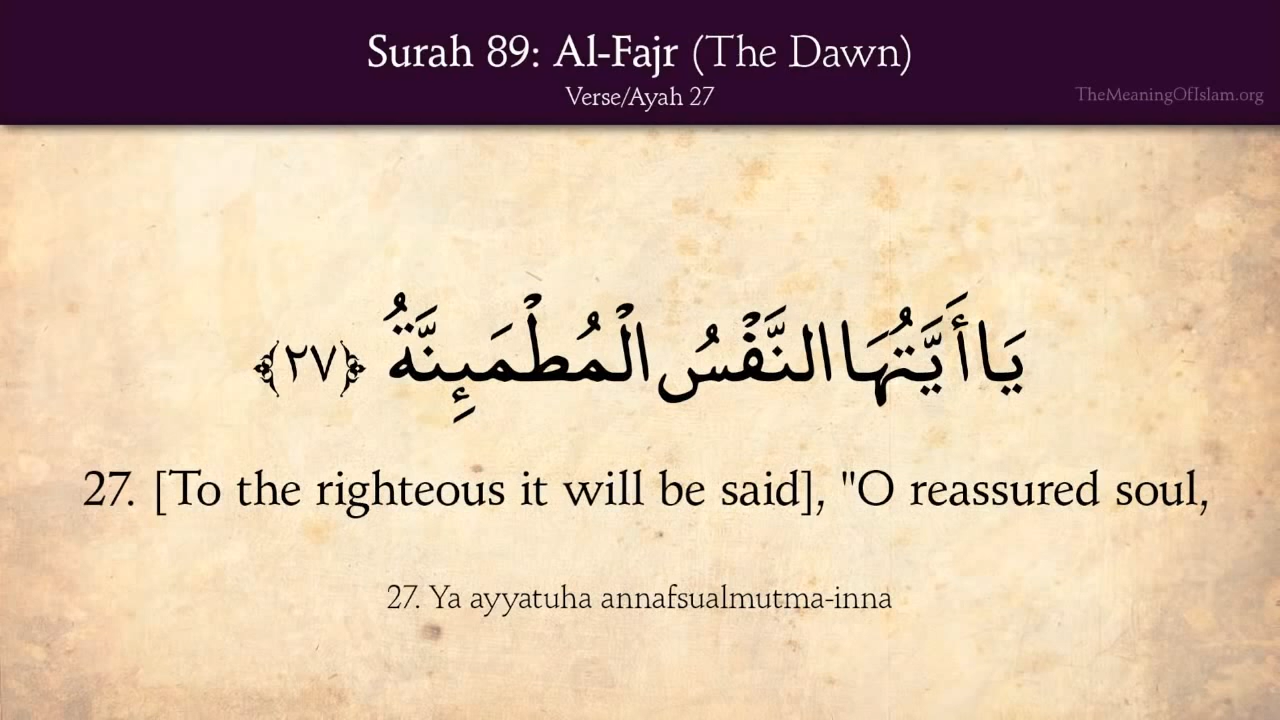 Surah 89: Al-Fajr (The Dawn)
Verse/Ayah 27
TheMeaningOfIslam.org
يَا أَيَّتُهَا النَّفْسُ الْمُطْمَئِنَّةُ ﴿٢٧﴾
27. [To the righteous it will be said], "O reassured soul,
27. Ya ayyatuha annafsualmutma-inna